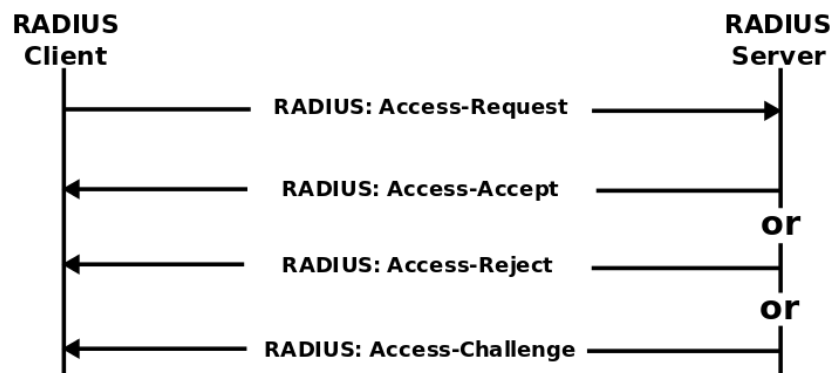 RADIUS
Client
RADIUS
Server
RADIUS: Access-Request
RADIUS: Access-Accept
or
RADIUS: Access-Reject
or
RADIUS: Access-Challenge